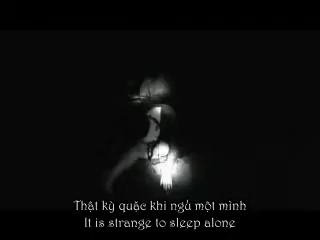 Thật kỳ quặc khi ngủ một mình
It is strange to sleep alone